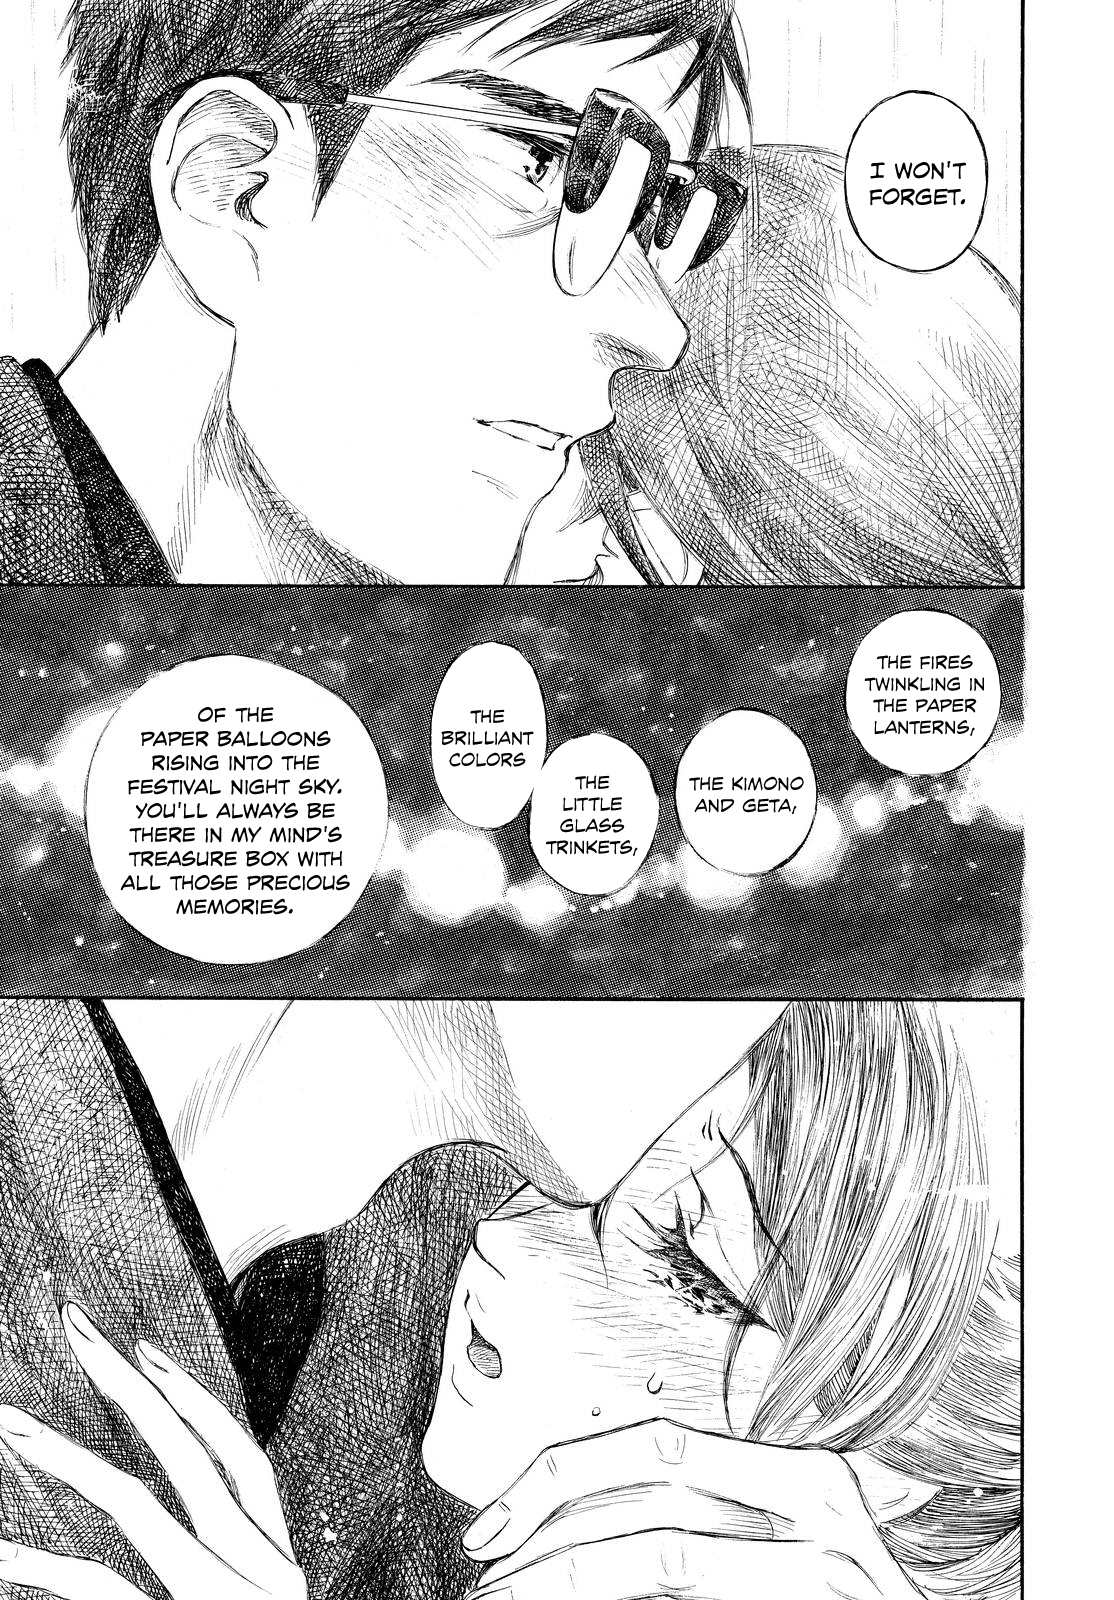 I WON'T
FORGET.
THE FIRES
TWINKLING IN
THE PAPER
LANTERNS,
THE KIMONO
AND GETA,
THE
LITTLE
GLASS
TRINKETS,
THE
BRILLIANT
COLORS
OF THE
PAPER BALLOONS
RISING INTO THE
FESTIVAL NIGHT SKY.
YOU'LL ALWAYS BE
THERE IN MY MIND'S
TREASURE BOX WITH
ALL THOSE PRECIOUS
MEMORIES.